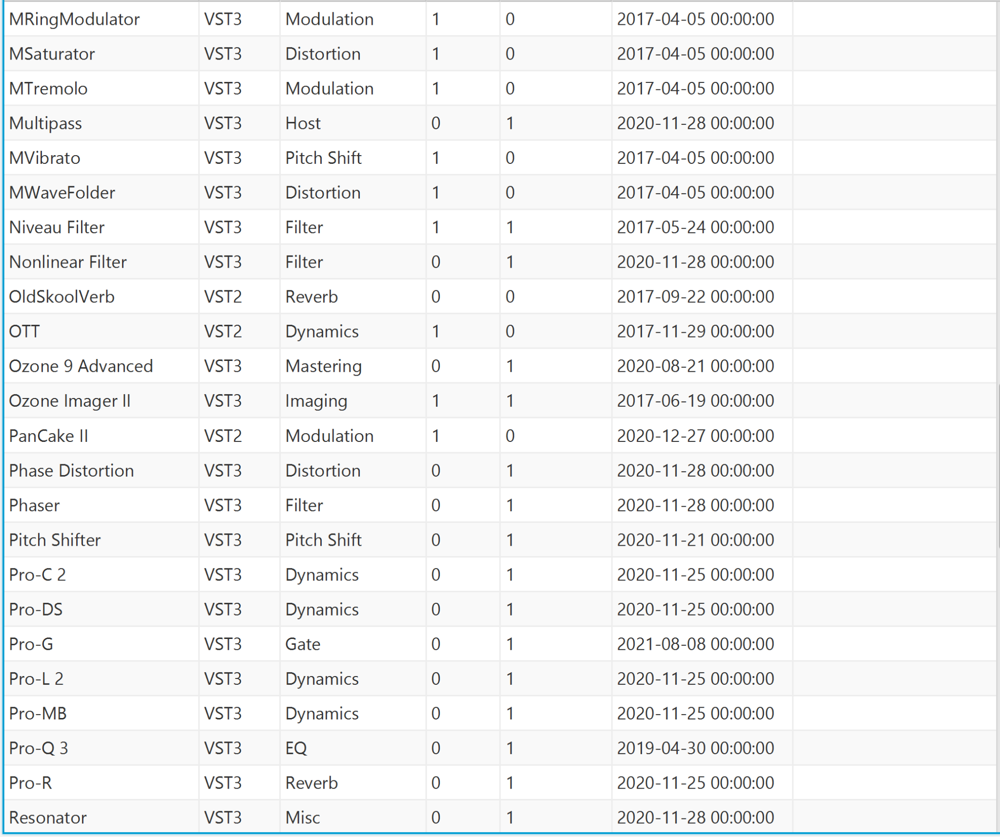 MRingModulator VST3 Modulation 1 0 2017-04-05 00:00:00
MSaturator VST3 Distortion 1 0 2017-04-05 00:00:00
MTremolo VST3 Modulation 1 0 2017-04-05 00:00:00
Multipass VST3 Host 0 1 2020-11-28 00:00:00
MVibrato VST3 Pitch Shift 1 0 2017-04-05 00:00:00
MWaveFolder VST3 Distortion 1 0 2017-04-05 00:00:00
Niveau Filter VST3 Filter 1 1 2017-05-24 00:00:00
Nonlinear Filter VST3 Filter 0 1 2020-11-28 00:00:00
OldSkoolVerb VST2 Reverb 0 0 2017-09-22 00:00:00
OTT VST2 Dynamics 1 0 2017-11-29 00:00:00
Ozone 9 Advanced VST3 Mastering 0 1 2020-08-21 00:00:00
Ozone Imager II VST3 Imaging 1 1 2017-06-19 00:00:00
PanCake II VST2 Modulation 1 0 2020-12-27 00:00:00
Phase Distortion VST3 Distortion 0 1 2020-11-28 00:00:00
Phaser VST3 Filter 0 1 2020-11-28 00:00:00
Pitch Shifter VST3 Pitch Shift 0 1 2020-11-21 00:00:00
Pro-C 2 VST3 Dynamics 0 1 2020-11-25 00:00:00
Pro-DS VST3 Dynamics 0 1 2020-11-25 00:00:00
Pro-G VST3 Gate 0 1 2021-08-08 00:00:00
Pro-L 2 VST3 Dynamics 0 1 2020-11-25 00:00:00
Pro-MB VST3 Dynamics 0 1 2020-11-25 00:00:00
Pro-Q 3 VST3 EQ 0 1 2019-04-30 00:00:00
Pro-R VST3 Reverb 0 1 2020-11-25 00:00:00
Resonator VST3 Misc 0 1 2020-11-28 00:00:00